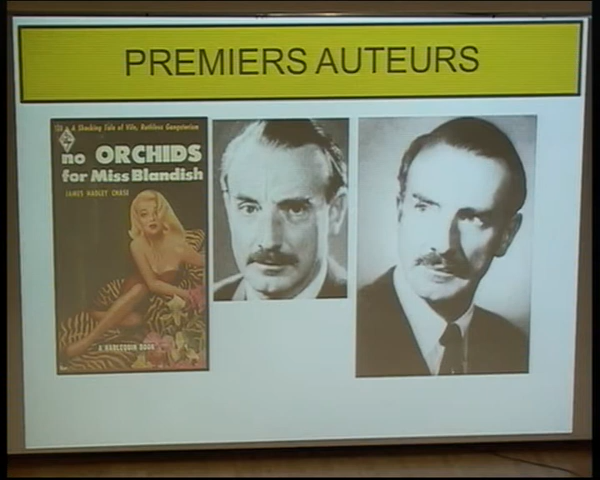 PREMIERS AUTEURS
A Shocking Tale of Vile, Ruthless Gangsterism
no ORCHIDS
for Miss Blandish
JAMES HADLEY CHASE
A HARLEQUIN BOOK